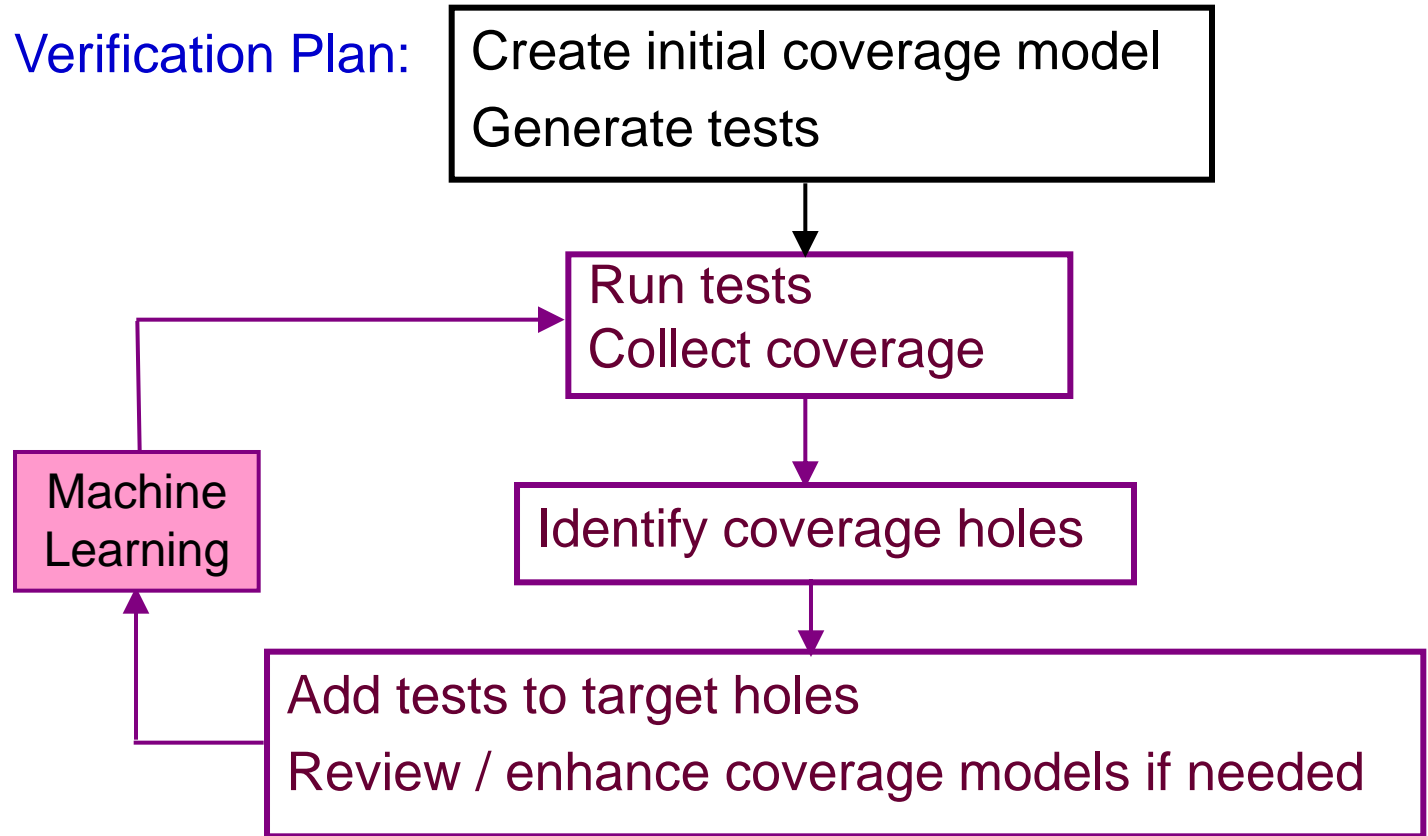 Verification Plan:
Create initial coverage model
Generate tests
Run tests
Collect coverage
Machine
Learning
Identify coverage holes
Add tests to target holes
Review / enhance coverage models if needed